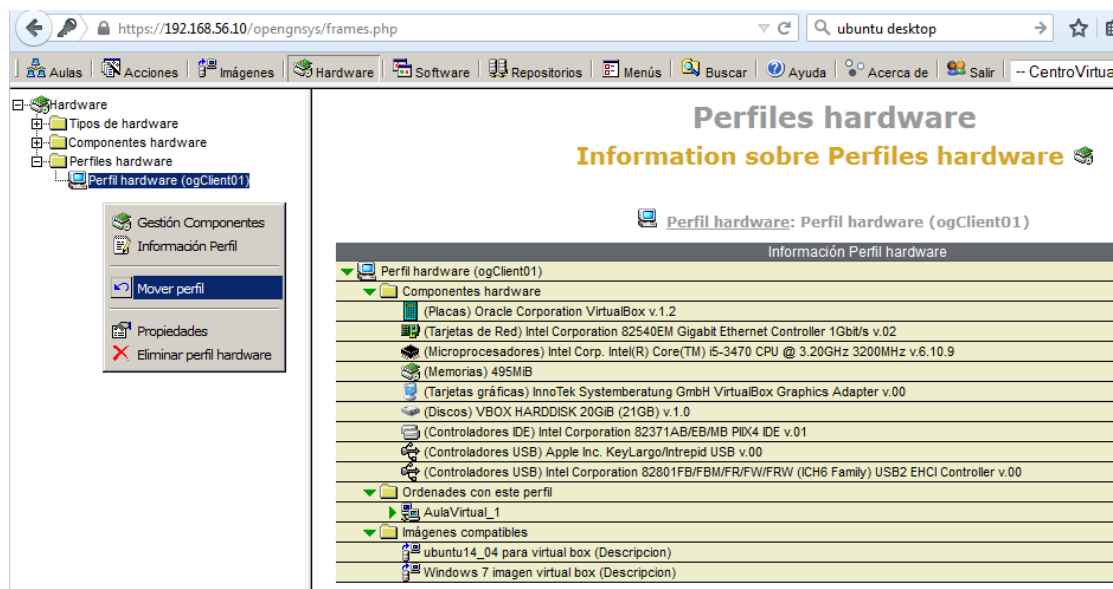 https://192.168.56.10/opengnsys/frames.php
ubuntu desktop
Aulas Acciones Imágenes Hardware Software Repositorios Menús Buscar Ayuda Acerca de Salir -- CentroVirtua
Hardware
Tipos de hardware
Componentes hardware
Perfiles hardware
Perfil hardware (ogClient01)
Gestión Componentes
Información Perfil
Mover perfil
Propiedades
Eliminar perfil hardware
Perfiles hardware
Information sobre Perfiles hardware
Perfil hardware: Perfil hardware (ogClient01)
Información Perfil hardware
Perfil hardware (ogClient01)
Componentes hardware
(Placas) Oracle Corporation VirtualBox v.1.2
(Tarjetas de Red) Intel Corporation 82540EM Gigabit Ethernet Controller 1Gbit/s v.02
(Microprocesadores) Intel Corp. Intel(R) Core(TM) i5-3470 CPU @ 3.20GHz 3200MHz v.6.10.9
(Memorias) 495MiB
(Tarjetas gráficas) InnoTek Systemberatung GmbH VirtualBox Graphics Adapter v.00
(Discos) VBOX HARDDISK 20GiB (21GB) v.1.0
(Controladores IDE) Intel Corporation 82371AB/EB/MB PIIX4 IDE v.01
(Controladores USB) Apple Inc. KeyLargo/Intrepid USB v.00
(Controladores USB) Intel Corporation 82801FB/FBM/FR/FW/FRW (ICH6 Family) USB2 EHCI Controller v.00
Ordenades con este perfil
AulaVirtual_1
Imágenes compatibles
ubuntu14_04 para virtual box (Descripcion)
Windows 7 imagen virtual box (Descripcion)